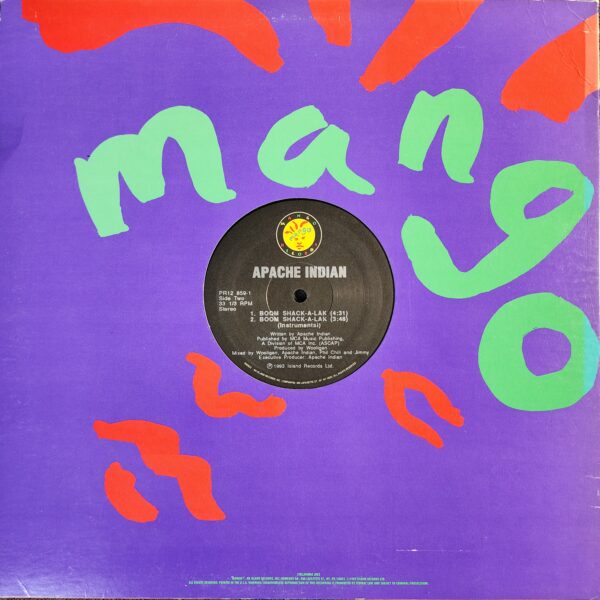 mango
APACHE INDIAN
PR12 859-1
Side Two
33 1/3 RPM
Stereo
1. BOOM SHACK-A-LAK (4:31)
2. BOOM SHACK-A-LAK (3:48)
(Instrumental)
Written by Apache Indian
Published by MCA Music Publishing,
A Division of MCA Inc. (ASCAP)
Produced by Wooligan
Mixed by Wooligan, Apache Indian, Phil Chill and Jimmy
Executive Producer: Apache Indian
℗ 1993 Island Records Ltd.